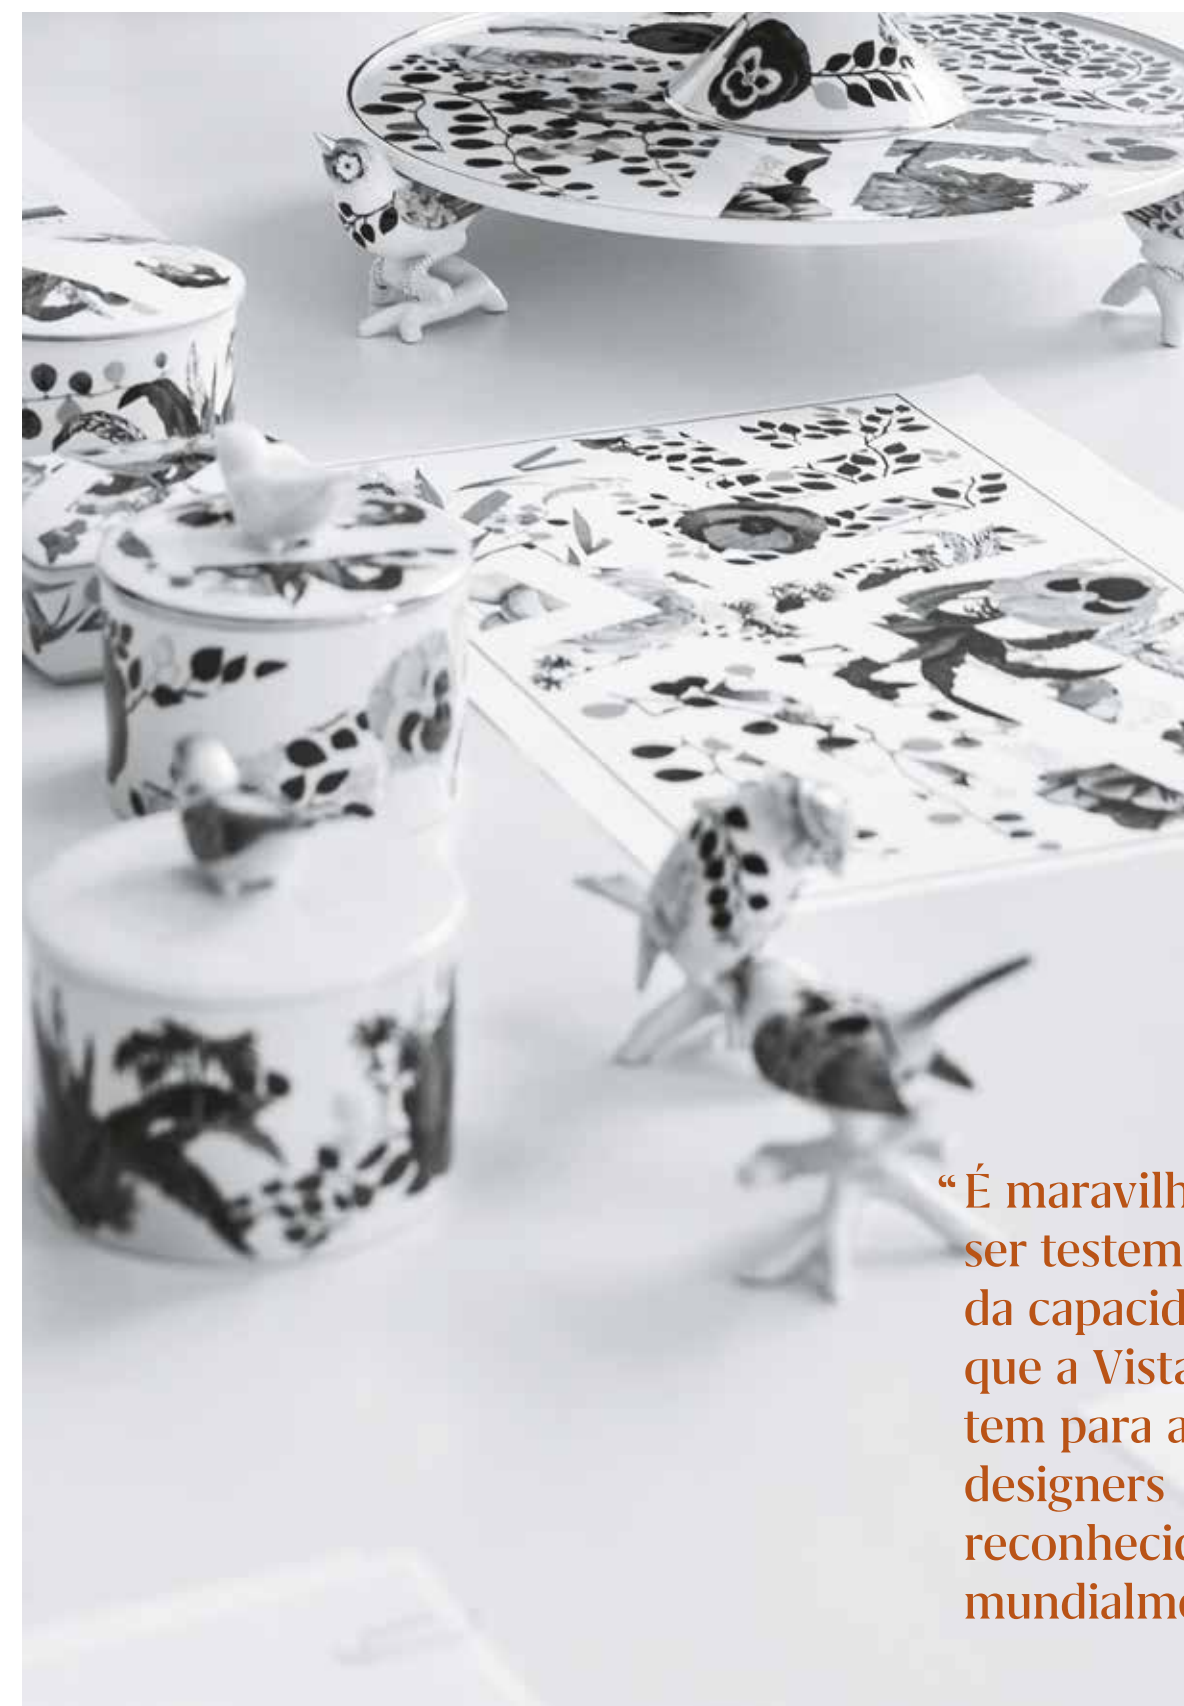 “É maravilh
ser testem
da capacid
que a Vista
tem para a
designers
reconhecid
mundialme